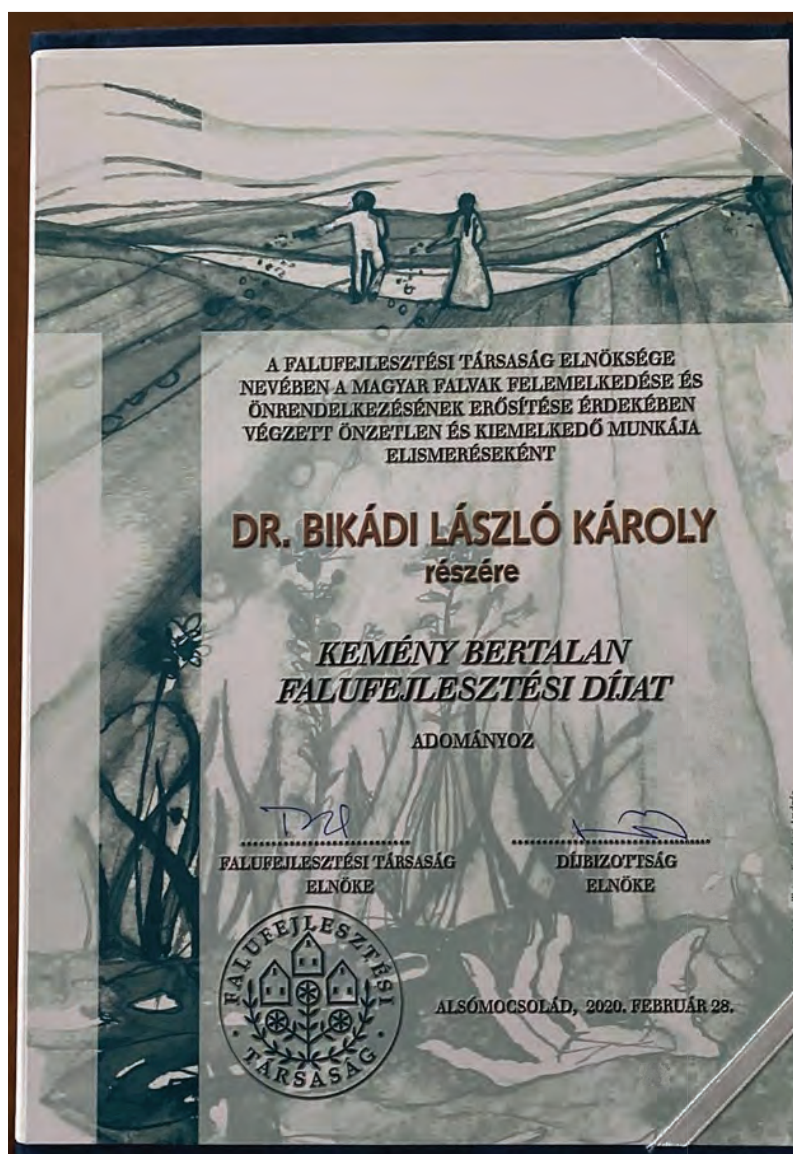 A FALUFEJLESZTÉSI TÁRSASÁG ELNÖKSÉGE
NEVÉBEN A MAGYAR FALVAK FELEMELKEDÉSE ÉS
ÖNRENDELKEZÉSÉNEK ERŐSÍTÉSE ÉRDEKÉBEN
VÉGZETT ÖNZETLEN ÉS KIEMELKEDŐ MUNKÁJA
ELISMERÉSEKÉNT
DR. BIKÁDI LÁSZLÓ KÁROLY
részére
KEMÉNY BERTALAN
FALUFEJLESZTÉSI DÍJAT
ADOMÁNYOZ
FALUFEJLESZTÉSI TÁRSASÁG
ELNÖKE
DÍJBIZOTTSÁG
ELNÖKE
FALUFEJLESZTÉSI
TÁRSASÁG
ALSÓMOCSOLÁD, 2020. FEBRUÁR 28.